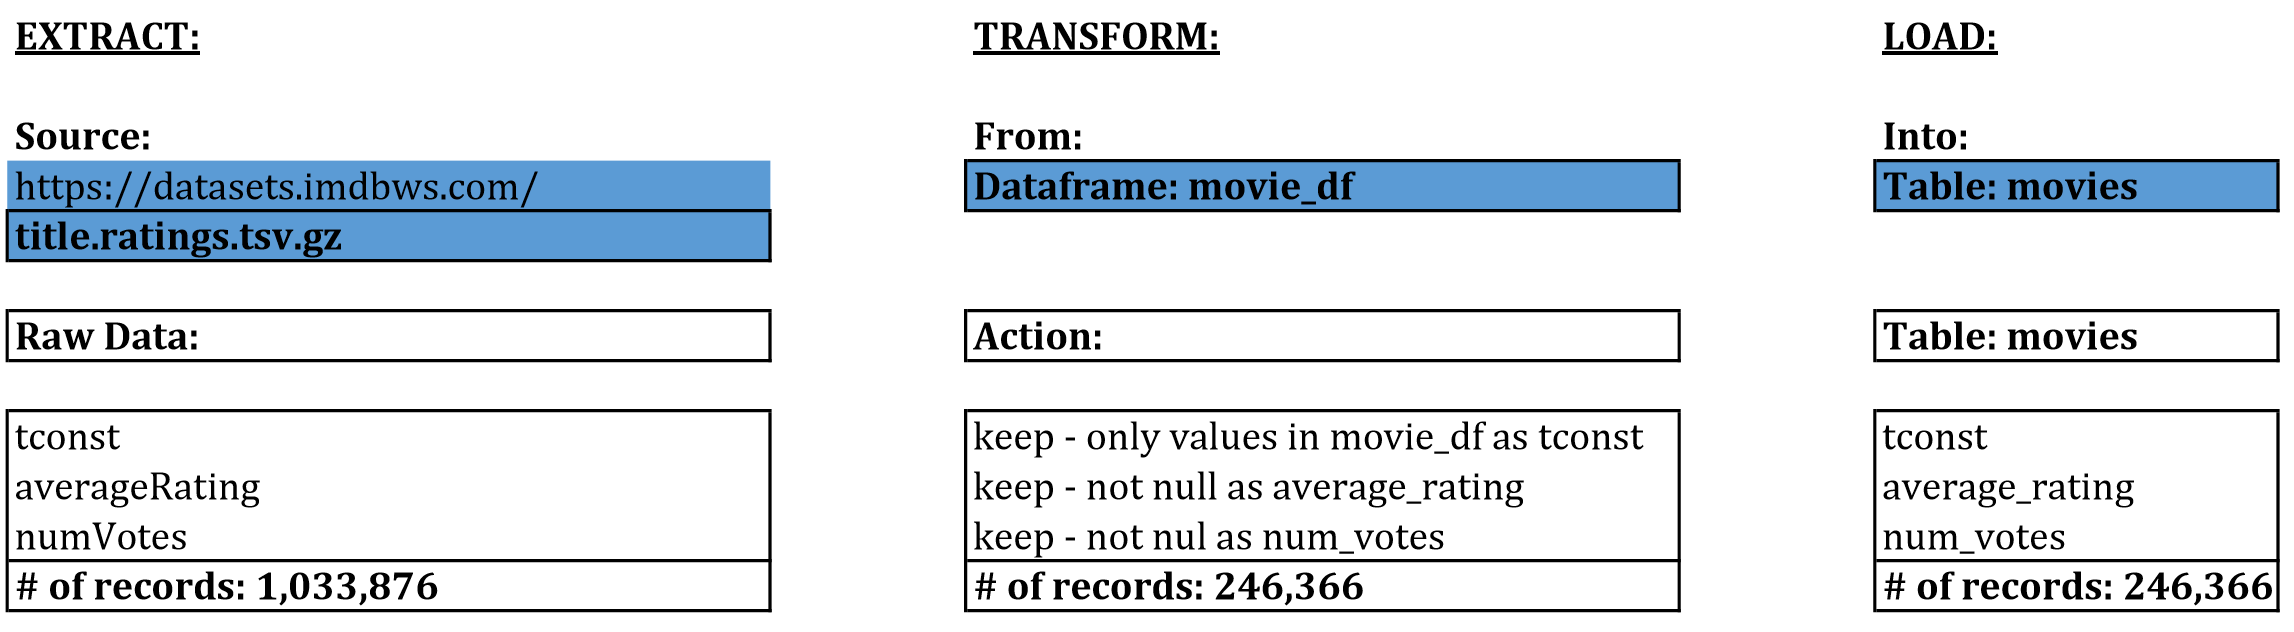 EXTRACT:
Source:
https://datasets.imdbws.com/
title.ratings.tsv.gz
Raw Data:
tconst
averageRating
numVotes
# of records: 1,033,876
TRANSFORM:
From:
Dataframe: movie_df
Action:
keep - only values in movie_df as tconst
keep - not null as average_rating
keep - not nul as num_votes
# of records: 246,366
LOAD:
Into:
Table: movies
Table: movies
tconst
average_rating
num_votes
# of records: 246,366